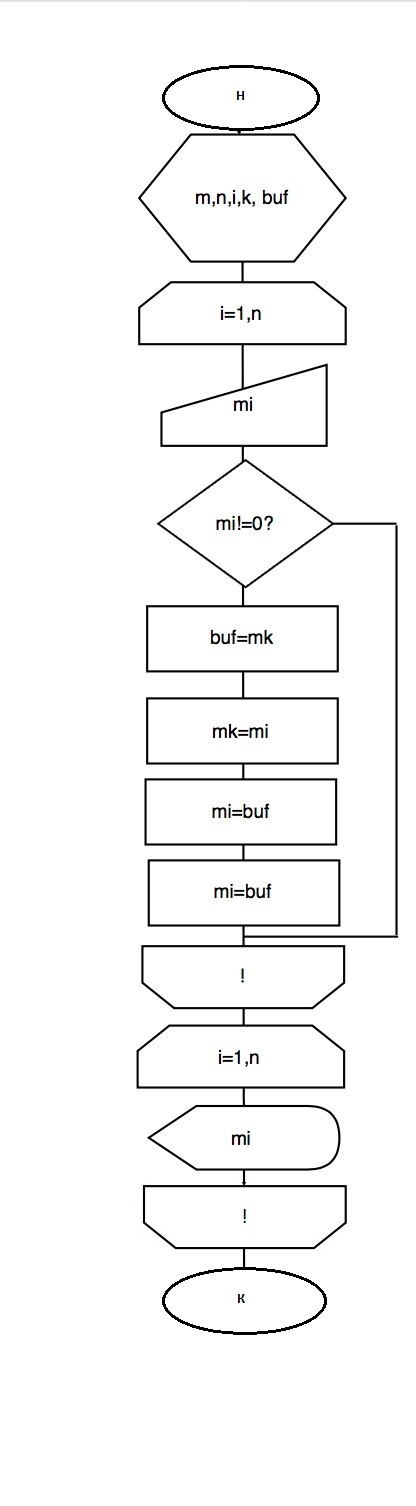 н
m,n,i,k, buf
i=1,n
mi
mi!=0?
buf=mk
mk=mi
mi=buf
mi=buf
!
i=1,n
mi
!
к